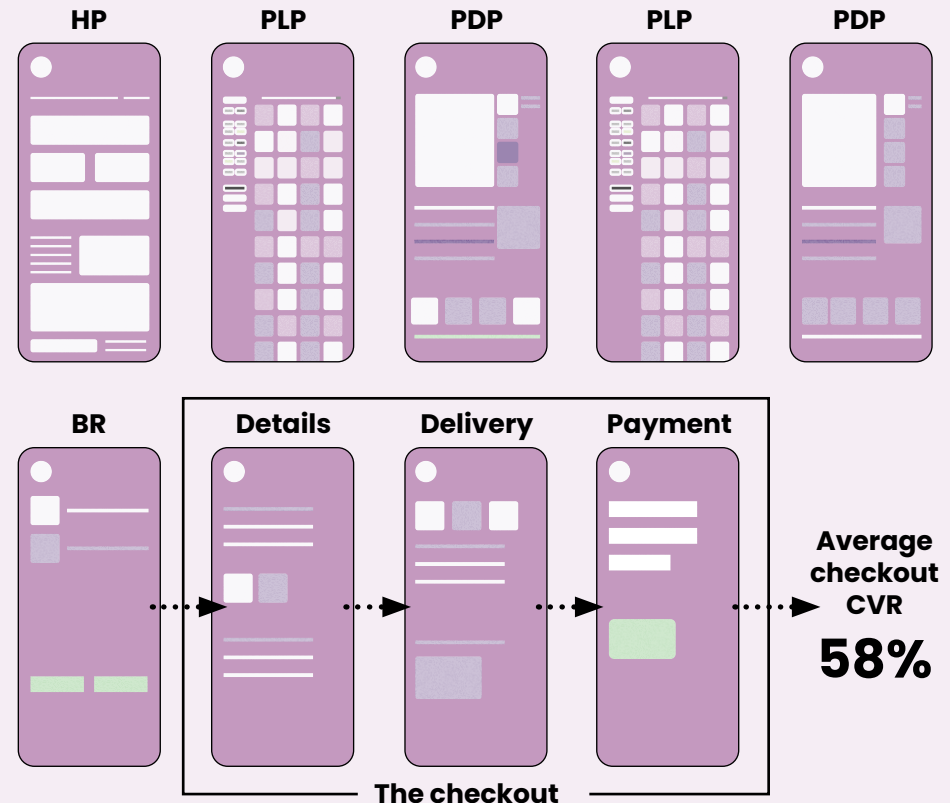 HP
PLP
PDP
PLP
PDP
BR
Details
Delivery
Payment
Average
checkout
CVR
58%
The checkout